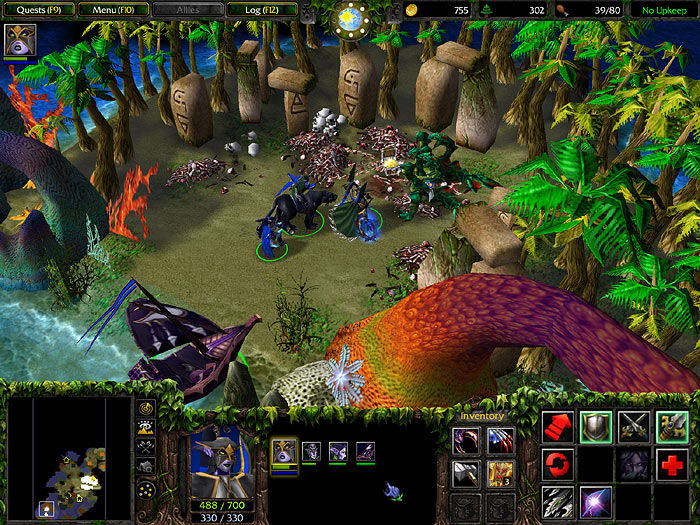 Quests (F9) Menu (F10) Allies Log (F12) 755 302 39/80 No Upkeep
Inventory
3
488 / 700
330 / 330